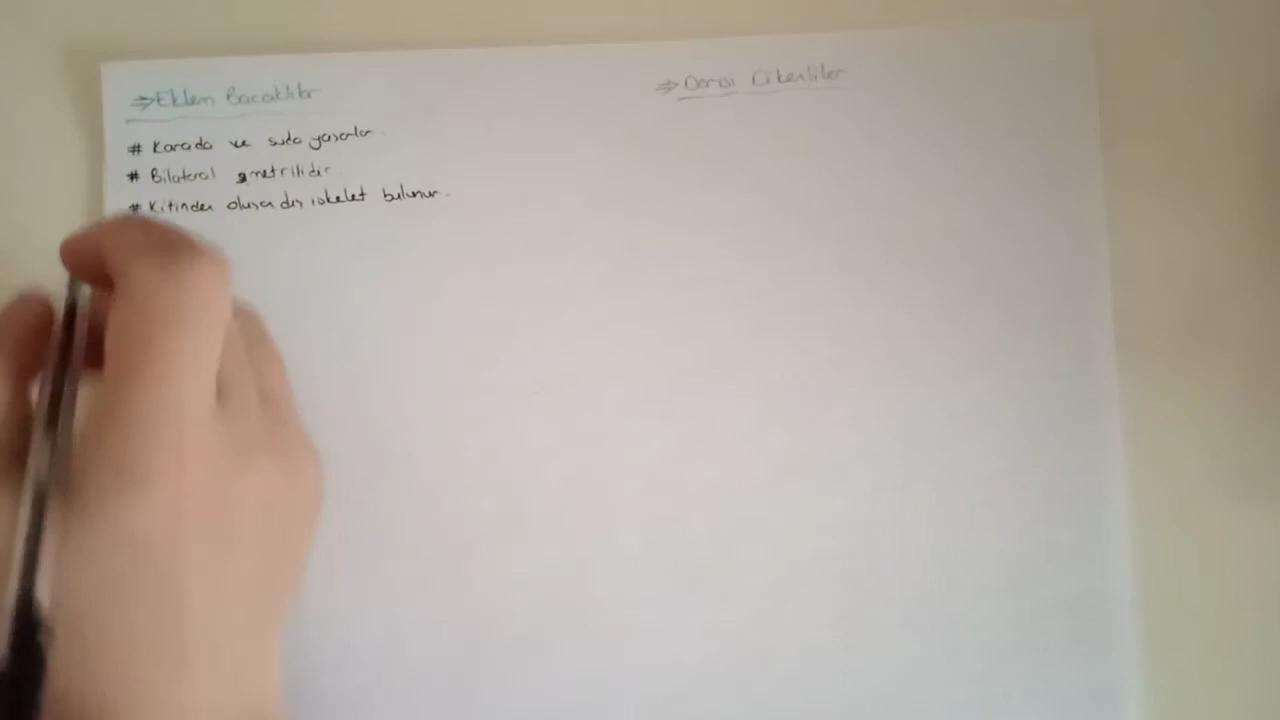 ⇒Eklem Bacaklılar
# Karada ve suda yaşarlar.
# Bilateral simetrilidir.
# Kitinden oluşan dış iskelet bulunur.
⇒Derisi Dikenliler